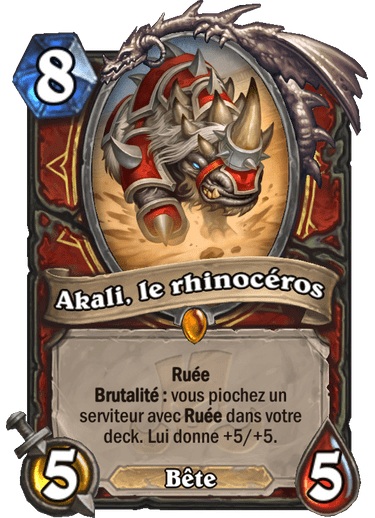 8
Akali, le rhinocéros
Ruée
Brutalité : vous piochez un
serviteur avec Ruée dans votre
deck. Lui donne +5/+5.
5
Bête
5